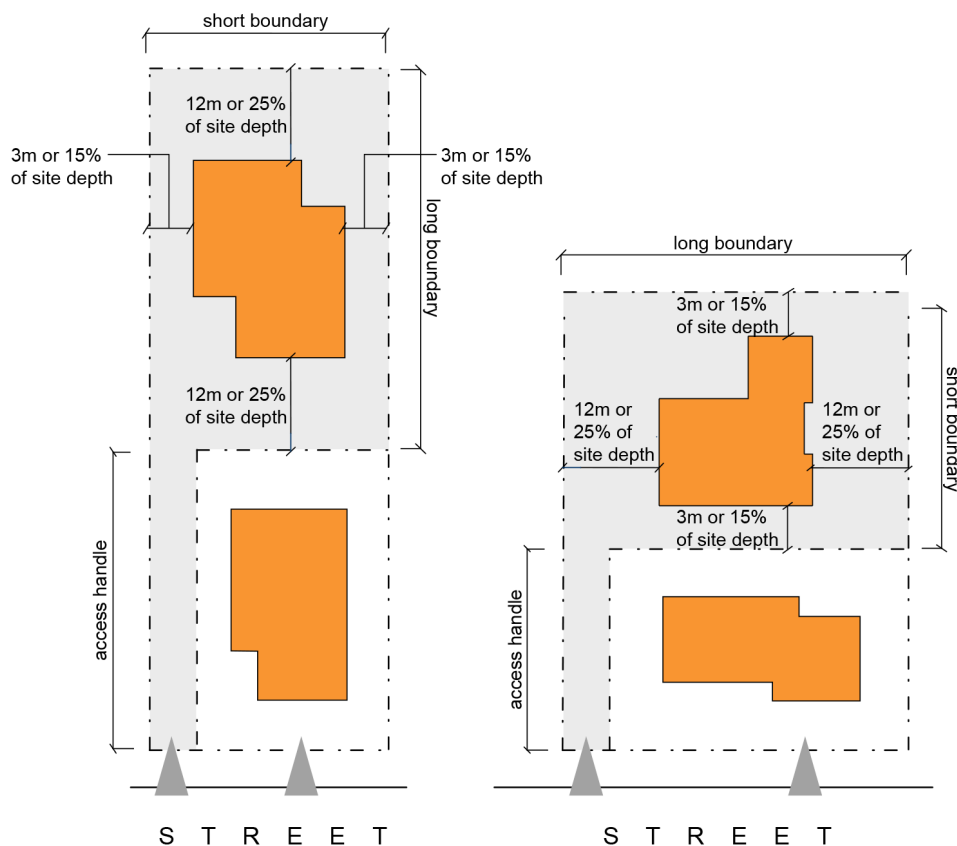 short boundary
12m or 25%
of site depth
3m or 15%
of site depth
3m or 15%
of site depth
long boundary
12m or 25%
of site depth
access handle
S T R E E T
long boundary
3m or 15%
of site depth
snort boundary
12m or
25% of
site depth
12m or
25% of
site depth
3m or 15%
of site depth
access handle
S T R E E T